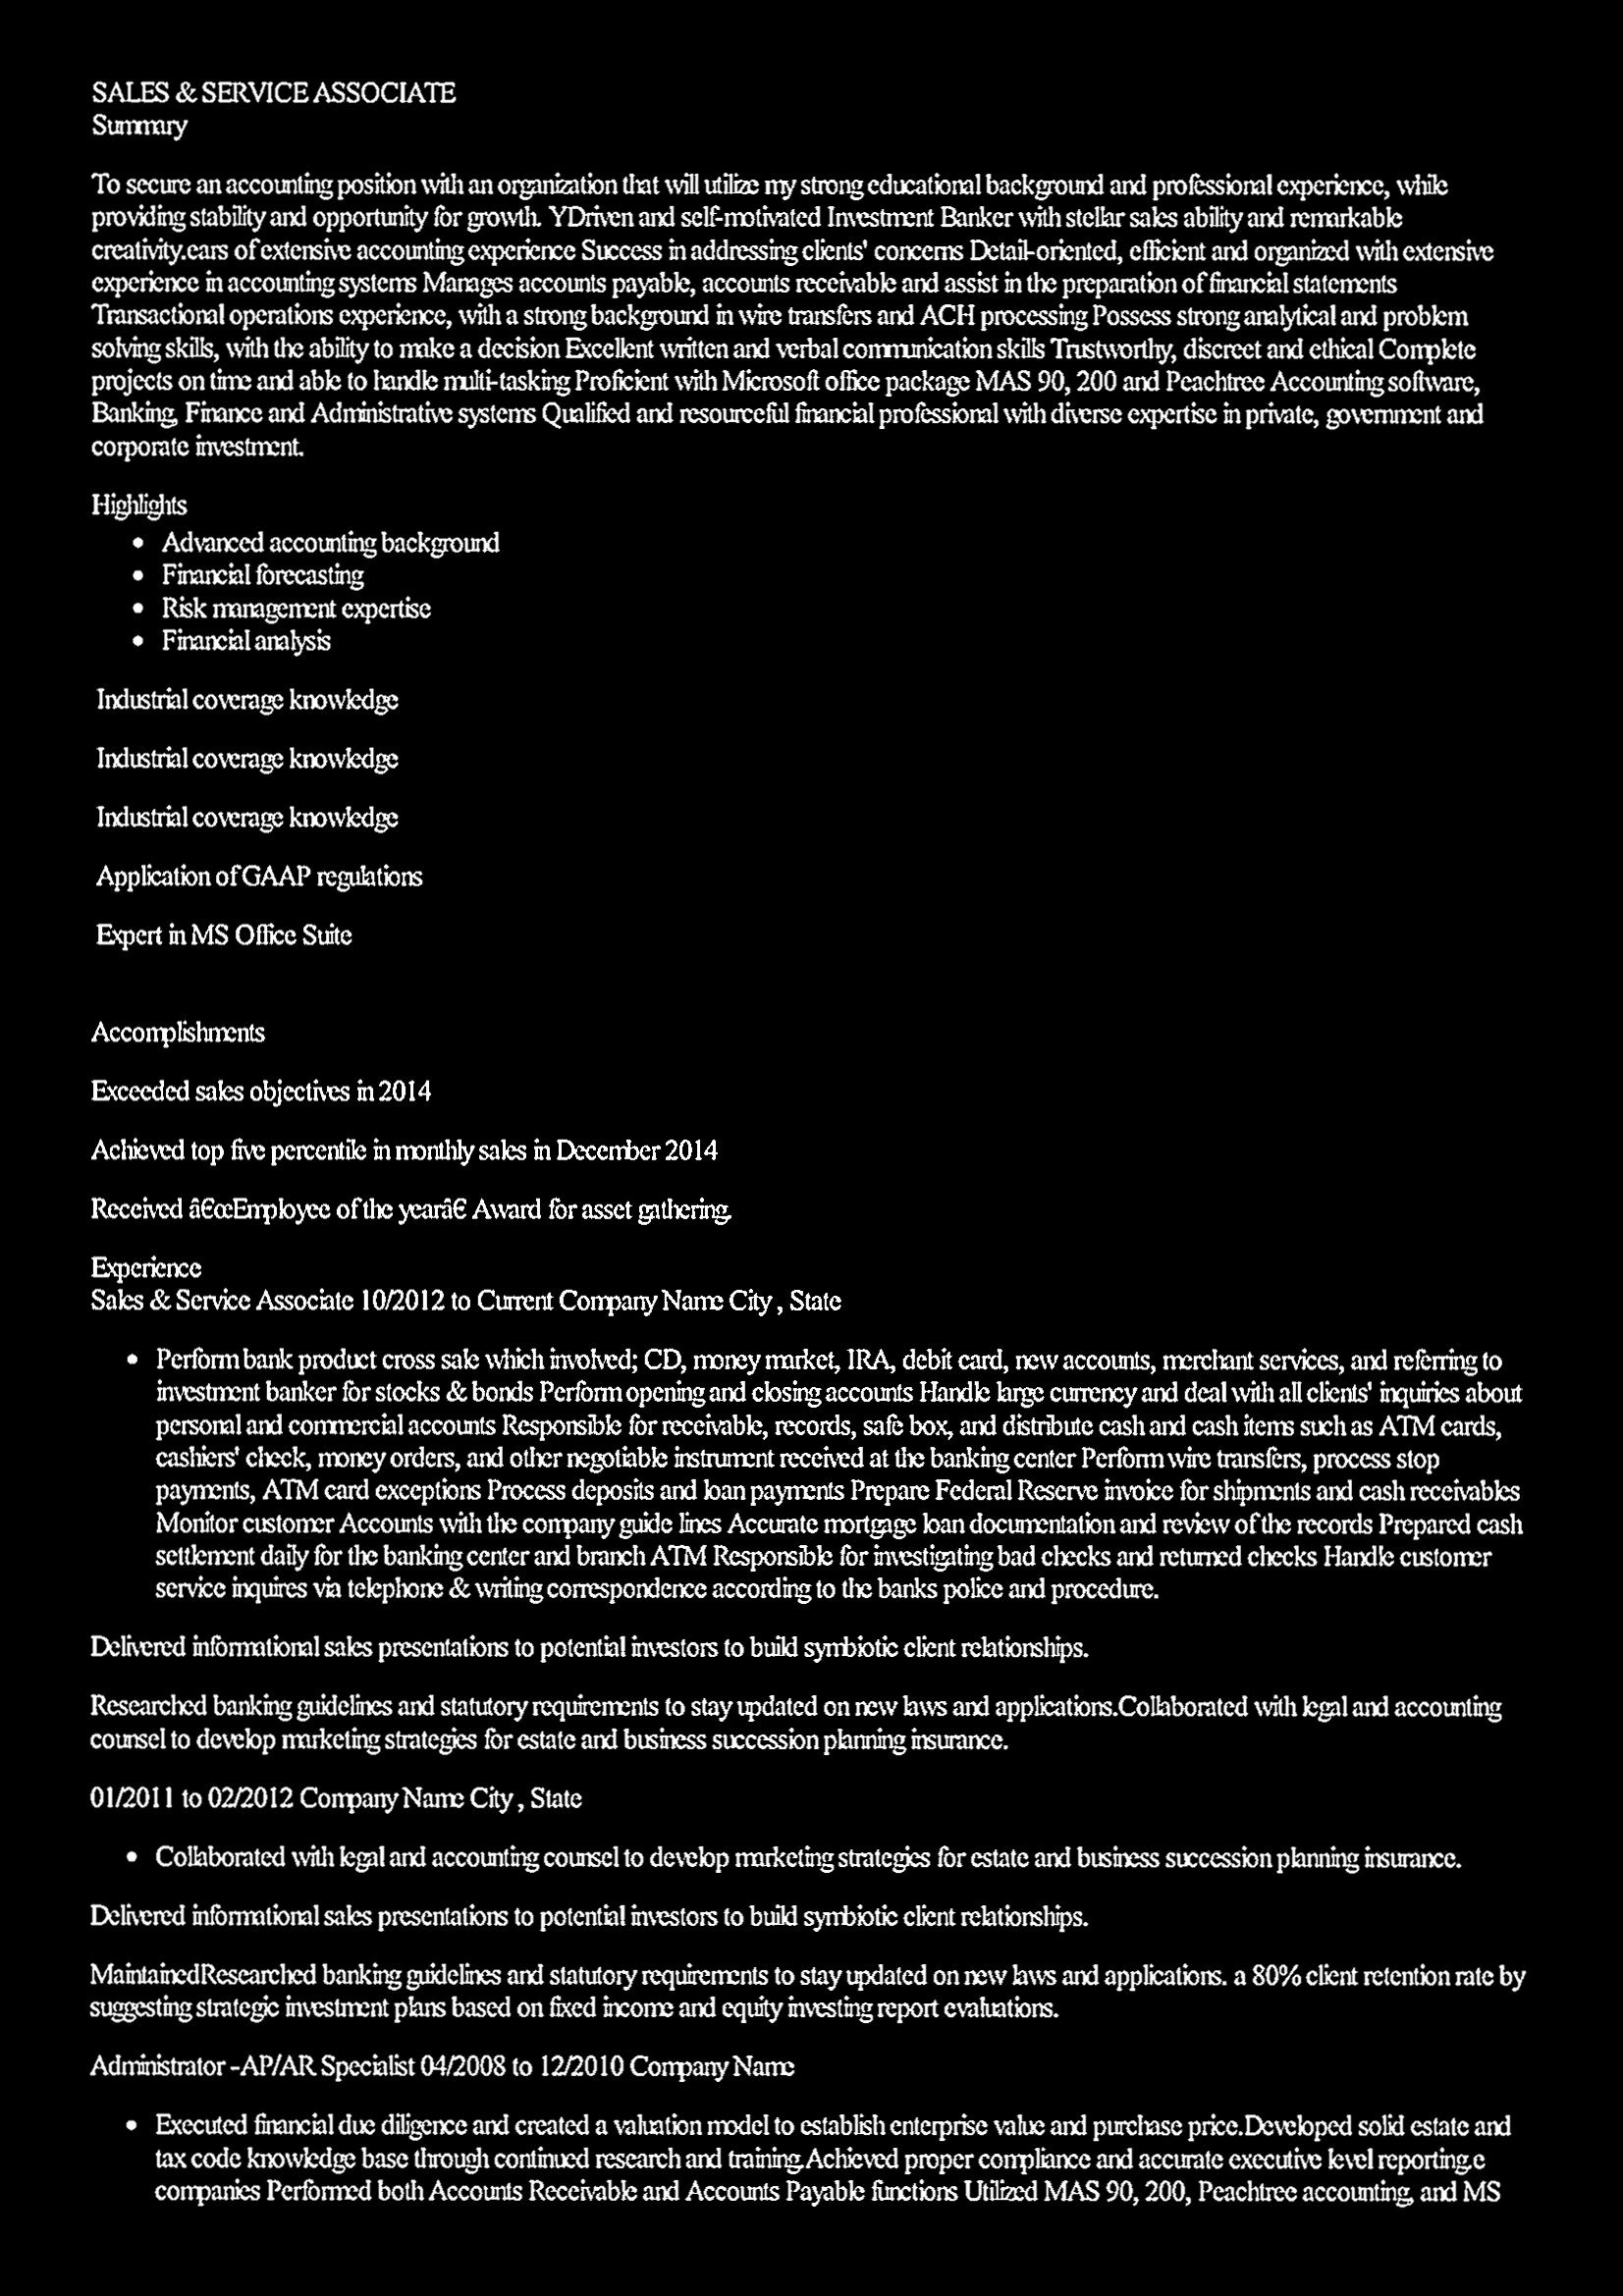 SALES & SERVICE ASSOCIATE
Summary
To secure an accounting position with an organization that will utilize my strong educational background and professional experience, while
providing stability and opportunity for growth. YDriven and self-motivated Investment Banker with stellar sales ability and remarkable
creativity.ears of extensive accounting experience Success in addressing clients' concerns Detail-oriented, efficient and organized with extensive
experience in accounting systems Manages accounts payable, accounts receivable and assist in the preparation of financial statements
Transactional operations experience, with a strong background in wire transfers and ACH processing Possess strong analytical and problem
solving skills, with the ability to make a decision Excellent written and verbal communication skills Trustworthy, discreet and ethical Complete
projects on time and able to handle multi-tasking Proficient with Microsoft office package MAS 90, 200 and Peachtree Accounting software,
Banking, Finance and Administrative systems Qualified and resourceful financial professional with diverse expertise in private, government and
corporate investment.
Highlights
• Advanced accounting background
• Financial forecasting
• Risk management expertise
• Financial analysis
Industrial coverage knowledge
Industrial coverage knowledge
Industrial coverage knowledge
Application of GAAP regulations
Expert in MS Office Suite
Accomplishments
Exceeded sales objectives in 2014
Achieved top five percentile in monthly sales in December 2014
Received â€œEmployee of the yearâ€ Award for asset gathering.
Experience
Sales & Service Associate 10/2012 to Current Company Name City , State
• Perform bank product cross sale which involved; CD, money market, IRA, debit card, new accounts, merchant services, and referring to
investment banker for stocks & bonds Perform opening and closing accounts Handle large currency and deal with all clients' inquiries about
personal and commercial accounts Responsible for receivable, records, safe box, and distribute cash and cash items such as ATM cards,
cashiers' check, money orders, and other negotiable instrument received at the banking center Perform wire transfers, process stop
payments, ATM card exceptions Process deposits and loan payments Prepare Federal Reserve invoice for shipments and cash receivables
Monitor customer Accounts with the company guide lines Accurate mortgage loan documentation and review of the records Prepared cash
settlement daily for the banking center and branch ATM Responsible for investigating bad checks and returned checks Handle customer
service inquires via telephone & writing correspondence according to the banks police and procedure.
Delivered informational sales presentations to potential investors to build symbiotic client relationships.
Researched banking guidelines and statutory requirements to stay updated on new laws and applications.Collaborated with legal and accounting
counsel to develop marketing strategies for estate and business succession planning insurance.
01/2011 to 02/2012 Company Name City , State
• Collaborated with legal and accounting counsel to develop marketing strategies for estate and business succession planning insurance.
Delivered informational sales presentations to potential investors to build symbiotic client relationships.
MaintainedResearched banking guidelines and statutory requirements to stay updated on new laws and applications. a 80% client retention rate by
suggesting strategic investment plans based on fixed income and equity investing report evaluations.
Administrator -AP/AR Specialist 04/2008 to 12/2010 Company Name
• Executed financial due diligence and created a valuation model to establish enterprise value and purchase price.Developed solid estate and
tax code knowledge base through continued research and training.Achieved proper compliance and accurate executive level reporting.e
companies Performed both Accounts Receivable and Accounts Payable functions Utilized MAS 90, 200, Peachtree accounting, and MS